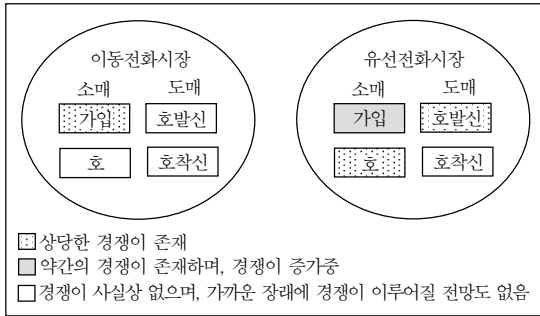 이동전화시장 유선전화시장
소매 도매 소매 도매
가입 호발신 가입 호발신
호 호착신 호 호착신
상당한 경쟁이 존재
약간의 경쟁이 존재하며, 경쟁이 증가중
경쟁이 사실상 없으며, 가까운 장래에 경쟁이 이루어질 전망도 없음